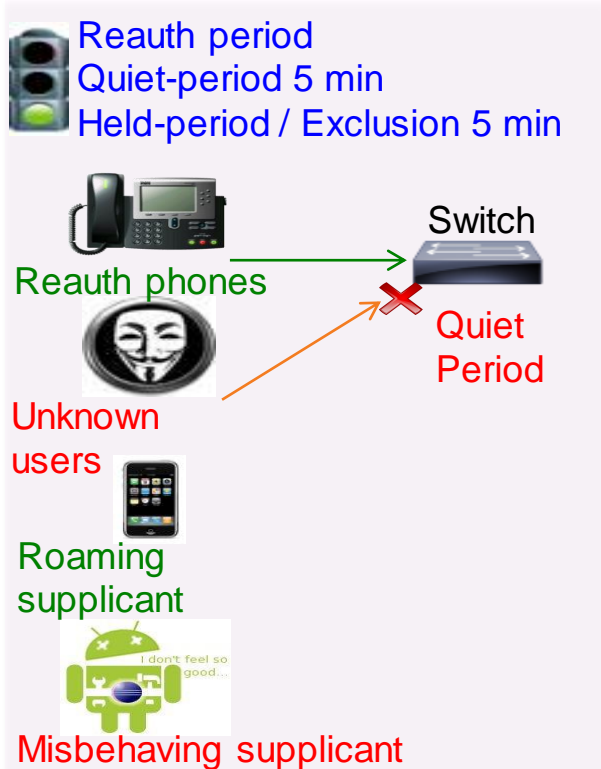 Reauth period
Quiet-period 5 min
Held-period / Exclusion 5 min
Switch
Reauth phones
Quiet
Period
Unknown
users
Roaming
supplicant
I don't feel so
good...
Misbehaving supplicant